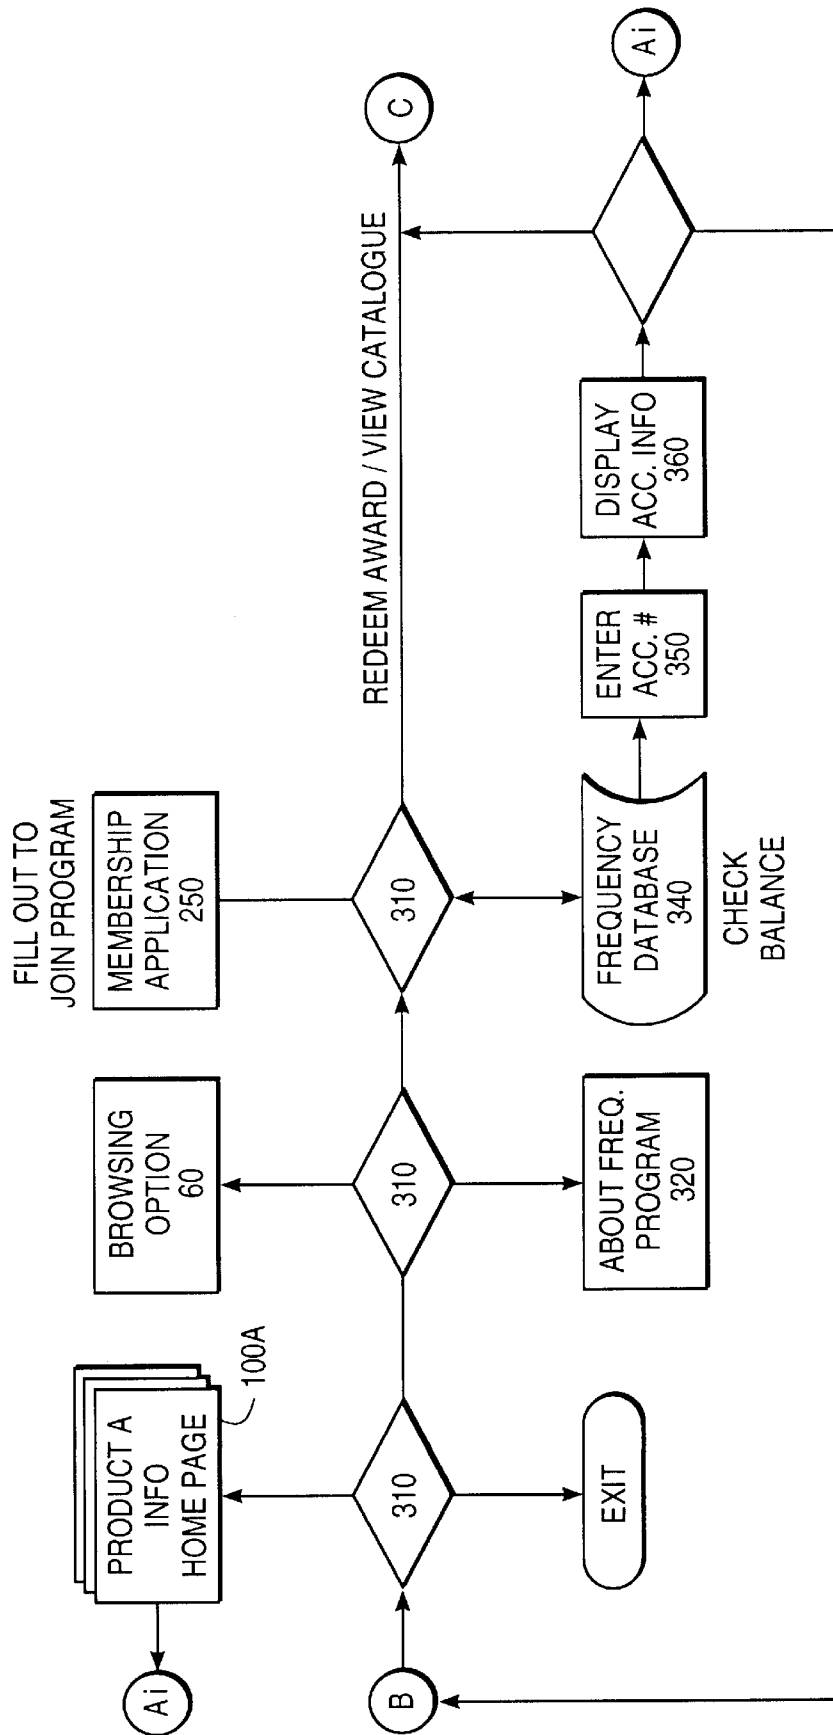 FILL OUT TO
JOIN PROGRAM
Ai
PRODUCT A
INFO
HOME PAGE
100A
BROWSING
OPTION
60
MEMBERSHIP
APPLICATION
250
B
310
310
310
REDEEM AWARD / VIEW CATALOGUE
C
EXIT
ABOUT FREQ.
PROGRAM
320
FREQUENCY
DATABASE
340
CHECK
BALANCE
ENTER
ACC. #
350
DISPLAY
ACC. INFO
360
Ai